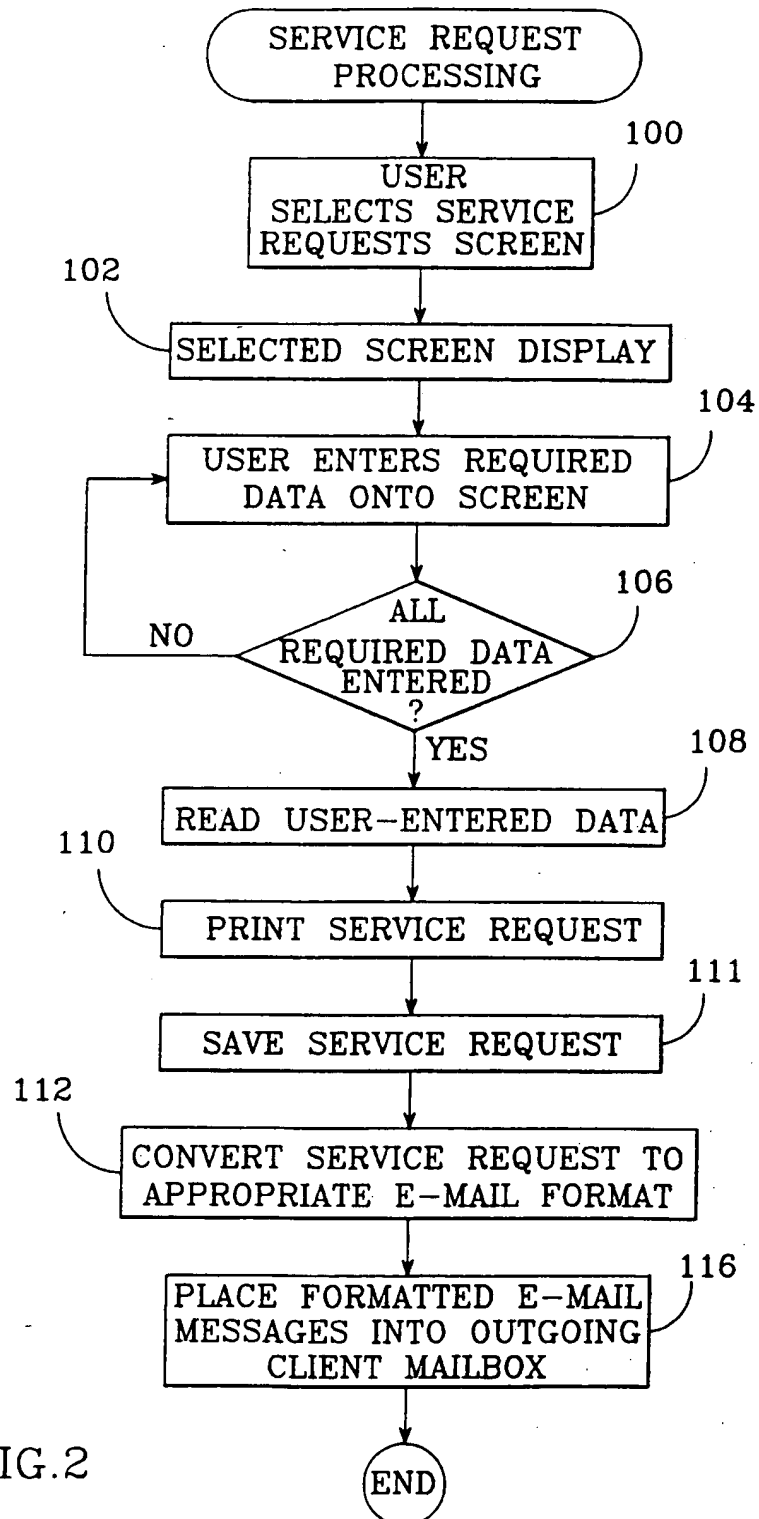 SERVICE REQUEST
PROCESSING
100
USER
SELECTS SERVICE
REQUESTS SCREEN
102
SELECTED SCREEN DISPLAY
104
USER ENTERS REQUIRED
DATA ONTO SCREEN
106
ALL
REQUIRED DATA
ENTERED
?
NO
YES
108
READ USER-ENTERED DATA
110
PRINT SERVICE REQUEST
111
SAVE SERVICE REQUEST
112
CONVERT SERVICE REQUEST TO
APPROPRIATE E-MAIL FORMAT
116
PLACE FORMATTED E-MAIL
MESSAGES INTO OUTGOING
CLIENT MAILBOX
END
IG.2